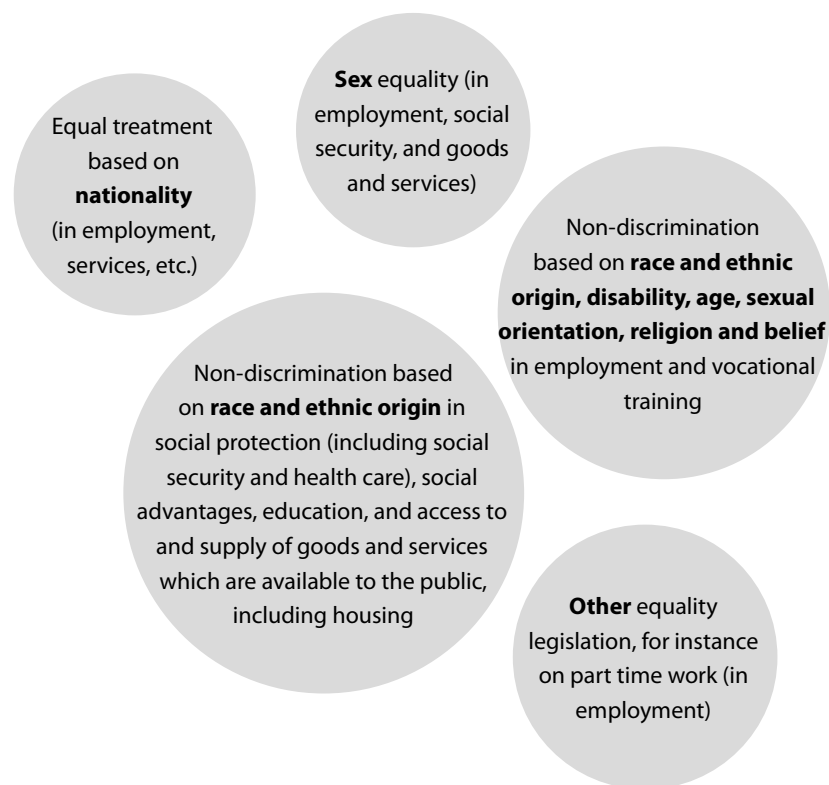 Sex equality (in
employment, social
security, and goods
and services)
Equal treatment
based on
nationality
(in employment,
services, etc.)
Non-discrimination
based on race and ethnic
origin, disability, age, sexual
orientation, religion and belief
in employment and vocational
training
Non-discrimination based
on race and ethnic origin in
social protection (including social
security and health care), social
advantages, education, and access to
and supply of goods and services
which are available to the public,
including housing
Other equality
legislation, for instance
on part time work (in
employment)